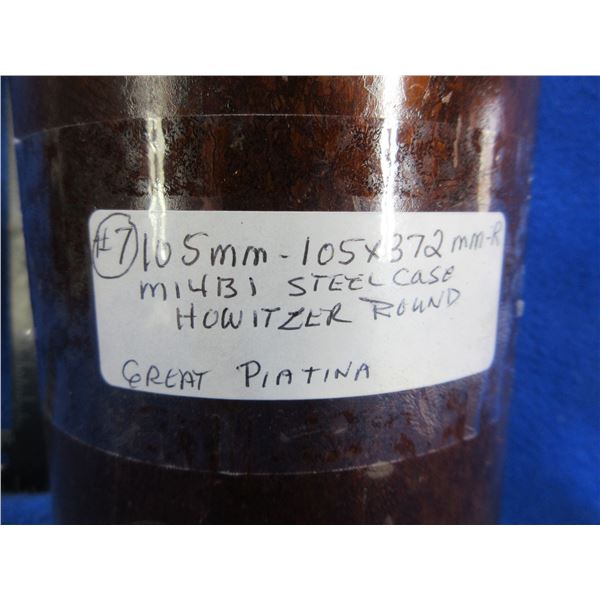 #7 105mm - 105x372mm-R
M14B1 STEEL CASE
HOWITZER ROUND
GREAT PIATINA